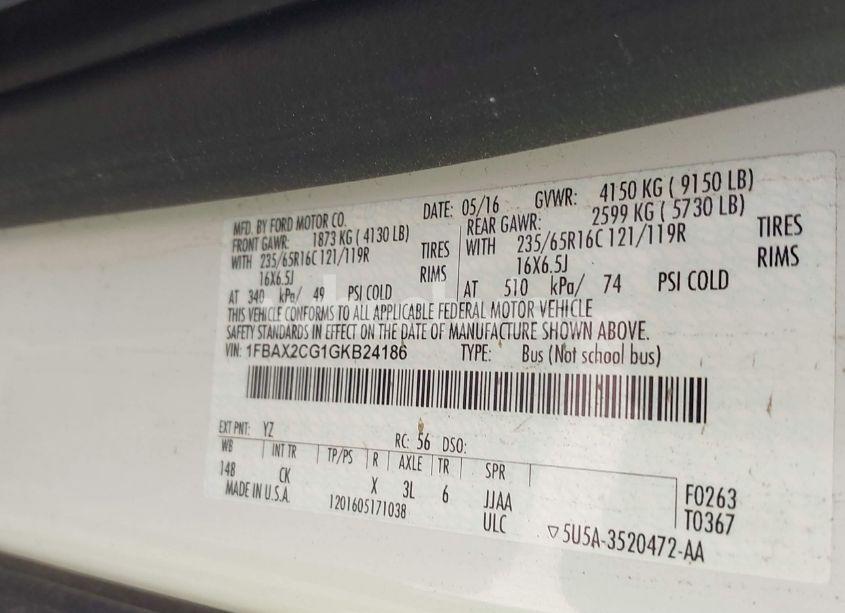 MFD. BY FORD MOTOR CO. DATE: 05/16 GVWR: 4150 KG ( 9150 LB)
FRONT GAWR: 1873 KG ( 4130 LB) REAR GAWR: 2599 KG ( 5730 LB)
WITH 235/65R16C 121/119R TIRES WITH 235/65R16C 121/119R TIRES
16X6.5J RIMS 16X6.5J RIMS
AT 340 kPa/ 49 PSI COLD AT 510 kPa/ 74 PSI COLD
THIS VEHICLE CONFORMS TO ALL APPLICABLE FEDERAL MOTOR VEHICLE
SAFETY STANDARDS IN EFFECT ON THE DATE OF MANUFACTURE SHOWN ABOVE.
VIN: 1FBAX2CG1GKB24186 TYPE: Bus (Not school bus)
EXT PNT: YZ RC: 56 DSO:
WB INT TR TP/PS R AXLE TR SPR
148 CK X 3L 6 JJAA F0263
MADE IN U.S.A. 1201605171038 ULC T0367
▽5U5A-3520472-AA